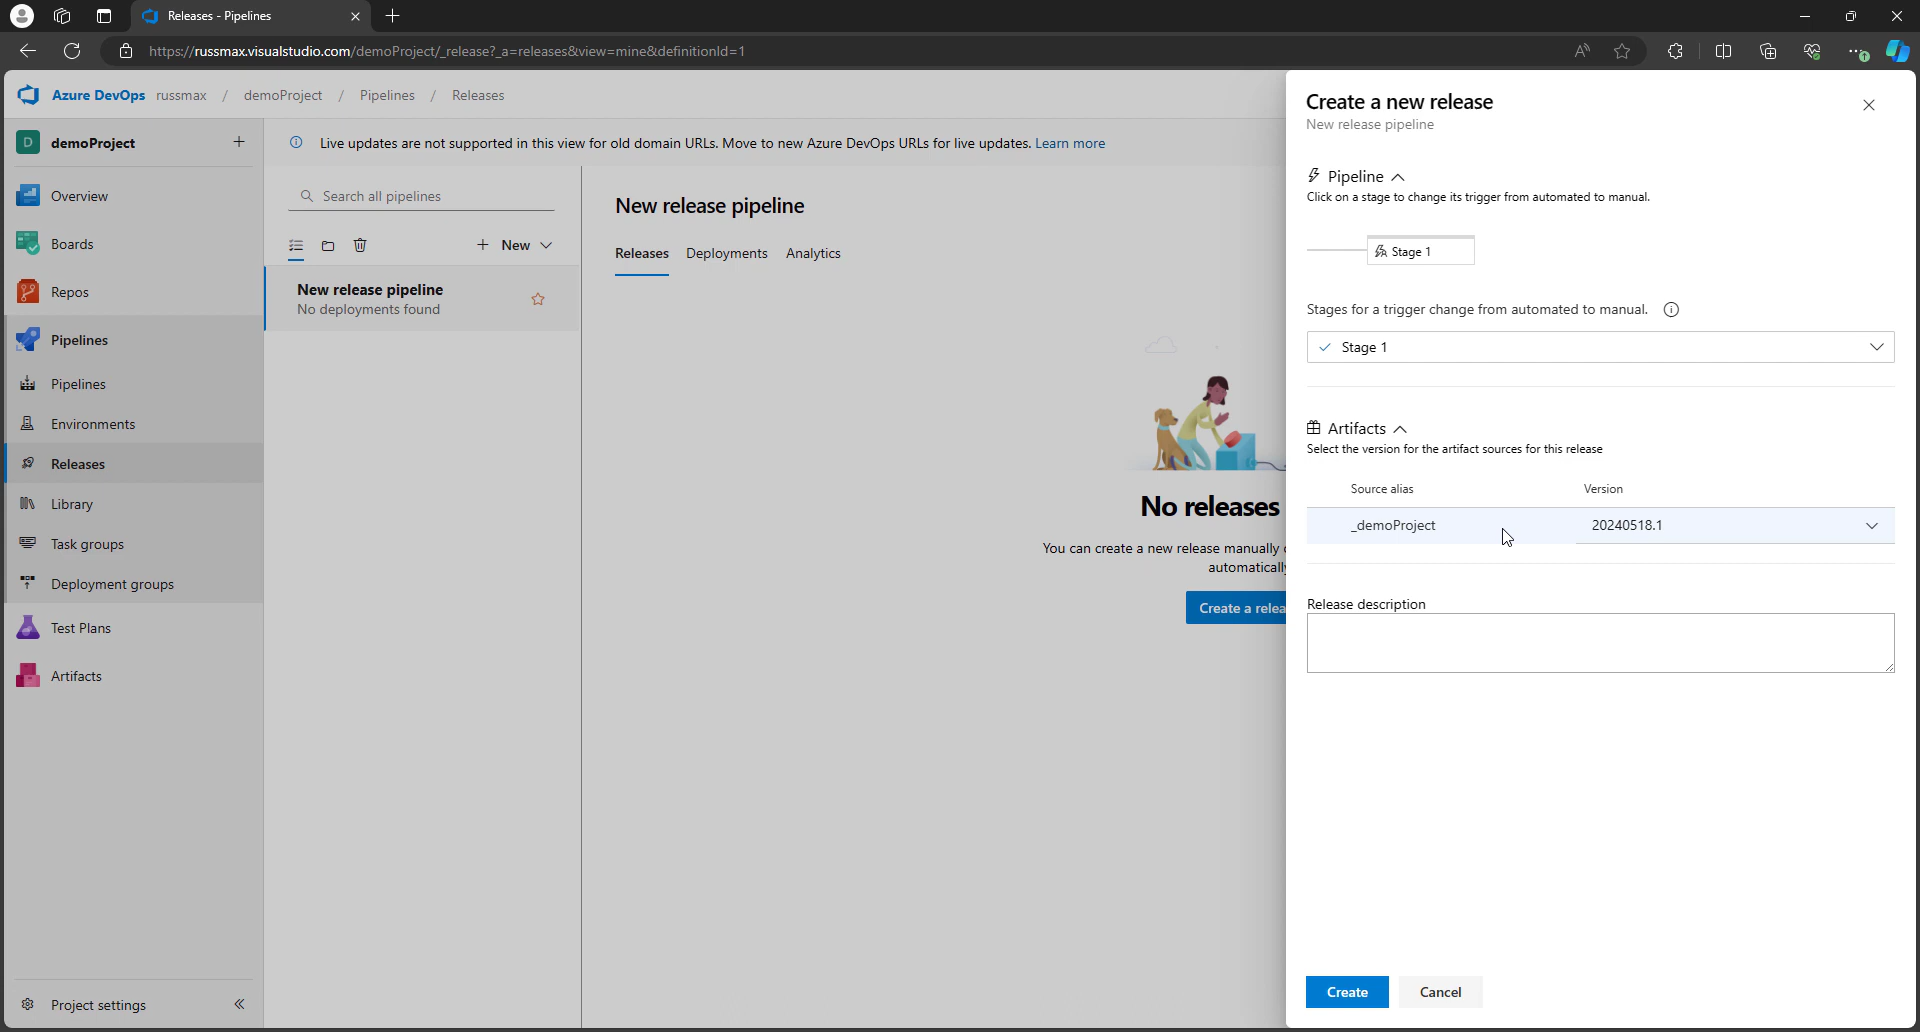 Releases - Pipelines
https://russmax.visualstudio.com/demoProject/_release?_a=releases&view=mine&definitionId=1
Azure DevOps russmax / demoProject / Pipelines / Releases
D demoProject
Overview
Boards
Repos
Pipelines
Pipelines
Environments
Releases
Library
Task groups
Deployment groups
Test Plans
Artifacts
Project settings
Live updates are not supported in this view for old domain URLs. Move to new Azure DevOps URLs for live updates. Learn more
Search all pipelines
New
New release pipeline
No deployments found
New release pipeline
Releases Deployments Analytics
No releases
You can create a new release manually
automatically
Create a relea
Create a new release
New release pipeline
Pipeline
Click on a stage to change its trigger from automated to manual.
Stage 1
Stages for a trigger change from automated to manual.
Stage 1
Artifacts
Select the version for the artifact sources for this release
Source alias Version
_demoProject 20240518.1
Release description
Create Cancel